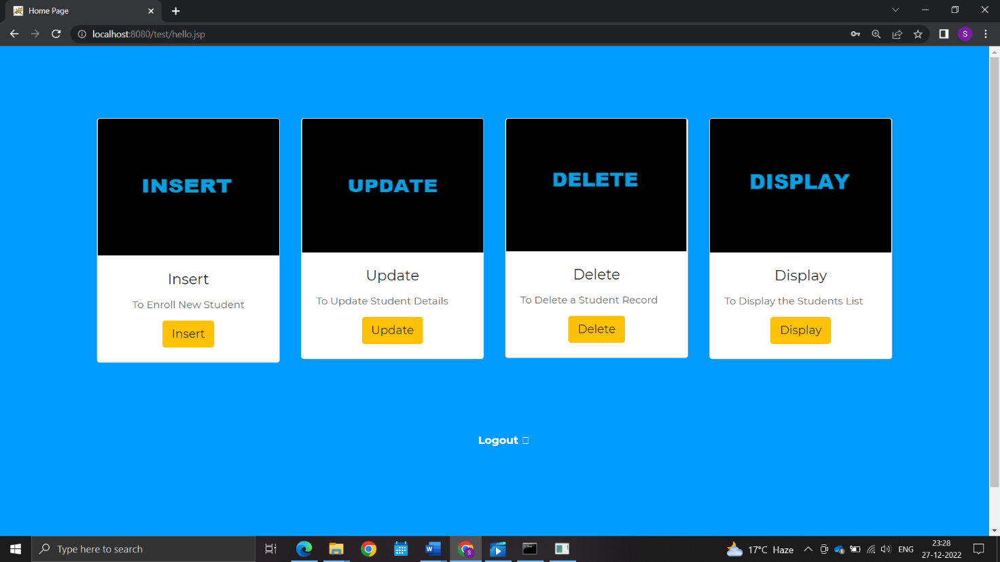 Home Page
localhost:8080/test/hello.jsp
S
INSERT
UPDATE
DELETE
DISPLAY
Insert
Update
Delete
Display
To Enroll New Student
To Update Student Details
To Delete a Student Record
To Display the Students List
Insert
Update
Delete
Display
Logout
Type here to search
W
S
17°C Haze
ENG
23:28
27-12-2022